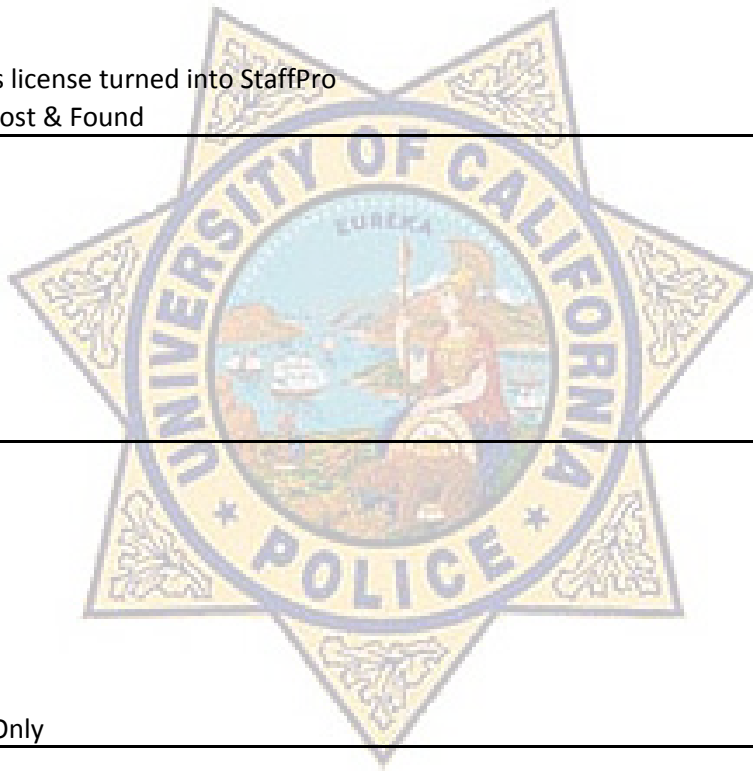 s license turned into StaffPro
ost & Found
UNIVERSITY OF CALIFORNIA
EUREKA
* POLICE *
Only